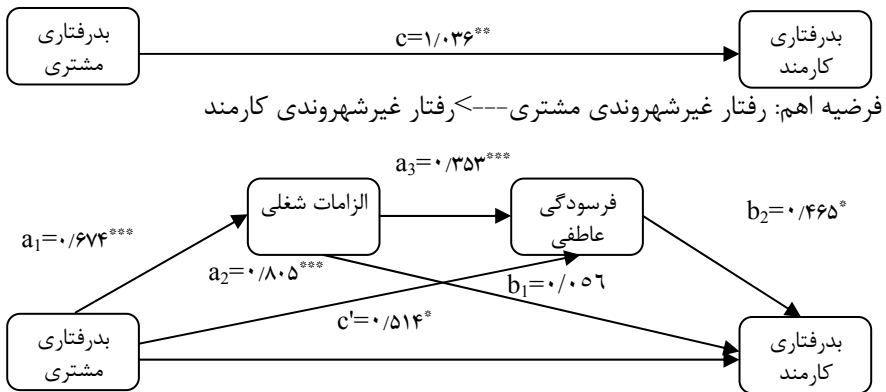 بدرفتاری
مشتری
c=۱/۰۳۶**
بدرفتاری
کارمند
فرضیه اهم: رفتار غیرشهروندی مشتری--->رفتار غیرشهروندی کارمند
a3=۰/۳۵۳***
الزامات شغلی
فرسودگی
عاطفی
b2=۰/۴۶۵*
a1=۰/۶۷۴***
a2=۰/۸۰۵***
b1=۰/۰۵٦
c'=۰/۵۱۴*
بدرفتاری
مشتری
بدرفتاری
کارمند